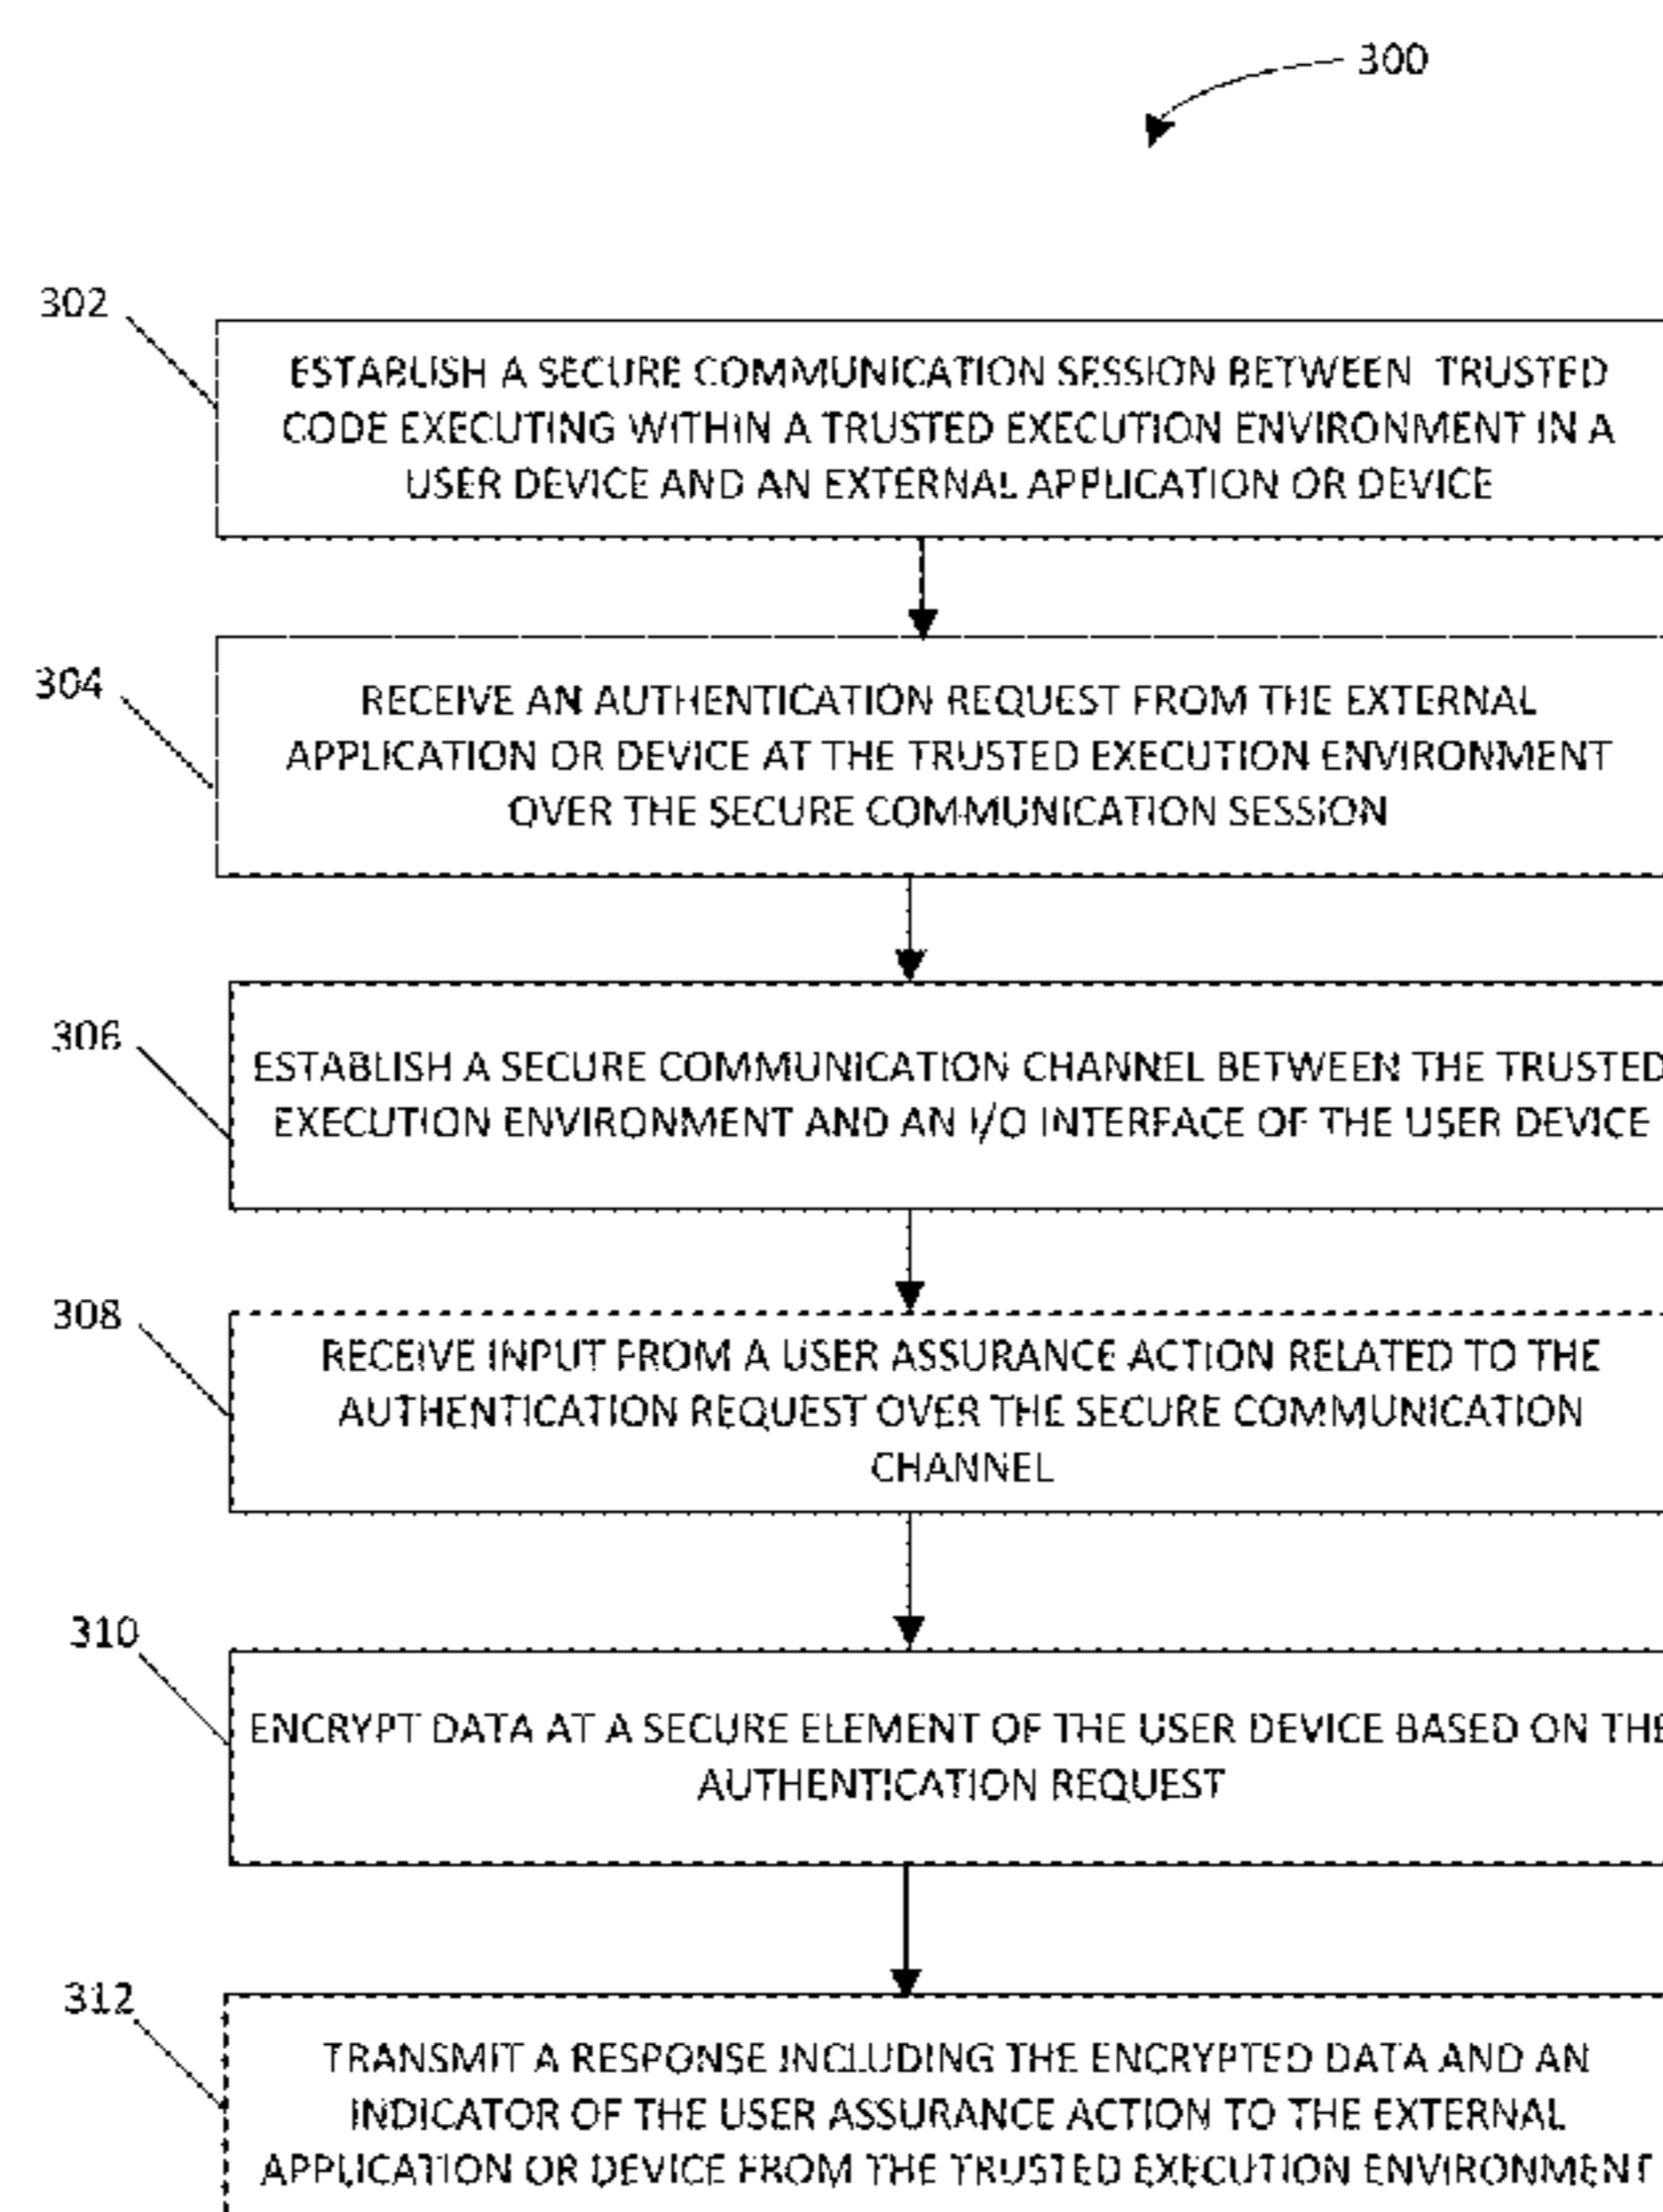 300
302
ESTABLISH A SECURE COMMUNICATION SESSION BETWEEN TRUSTED
CODE EXECUTING WITHIN A TRUSTED EXECUTION ENVIRONMENT IN A
USER DEVICE AND AN EXTERNAL APPLICATION OR DEVICE
304
RECEIVE AN AUTHENTICATION REQUEST FROM THE EXTERNAL
APPLICATION OR DEVICE AT THE TRUSTED EXECUTION ENVIRONMENT
OVER THE SECURE COMMUNICATION SESSION
306
ESTABLISH A SECURE COMMUNICATION CHANNEL BETWEEN THE TRUSTED
EXECUTION ENVIRONMENT AND AN I/O INTERFACE OF THE USER DEVICE
308
RECEIVE INPUT FROM A USER ASSURANCE ACTION RELATED TO THE
AUTHENTICATION REQUEST OVER THE SECURE COMMUNICATION
CHANNEL
310
ENCRYPT DATA AT A SECURE ELEMENT OF THE USER DEVICE BASED ON THE
AUTHENTICATION REQUEST
312
TRANSMIT A RESPONSE INCLUDING THE ENCRYPTED DATA AND AN
INDICATOR OF THE USER ASSURANCE ACTION TO THE EXTERNAL
APPLICATION OR DEVICE FROM THE TRUSTED EXECUTION ENVIRONMENT